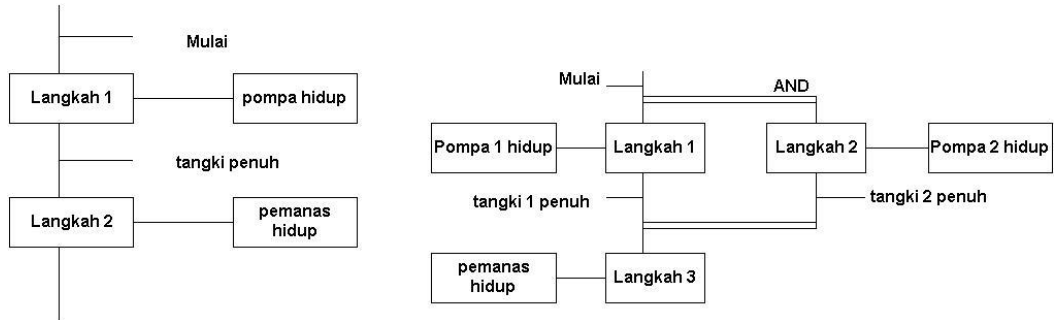 Mulai
Langkah 1
pompa hidup
tangki penuh
Langkah 2
pemanas
hidup
Mulai
AND
Pompa 1 hidup
Langkah 1
Langkah 2
Pompa 2 hidup
tangki 1 penuh
tangki 2 penuh
pemanas
hidup
Langkah 3